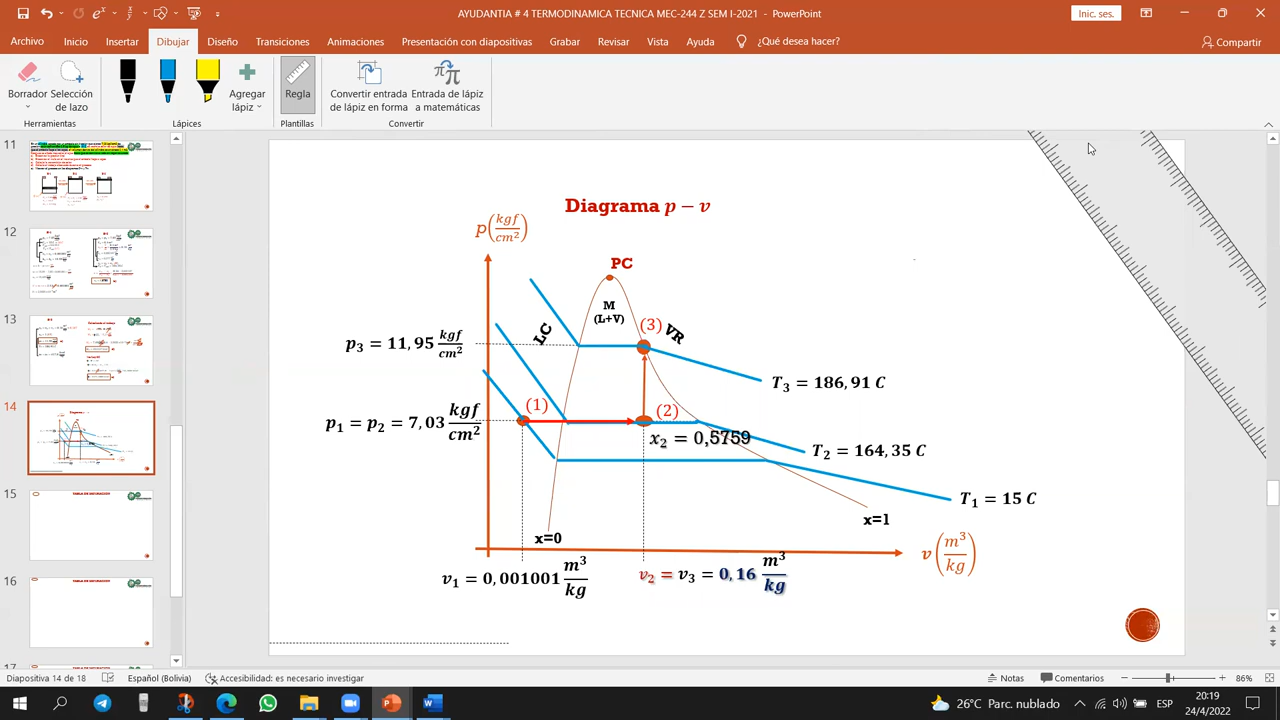 AYUDANTIA # 4 TERMODINAMICA TECNICA MEC-244 Z SEM I-2021 - PowerPoint
Inic. ses.
Archivo Inicio Insertar Dibujar Diseño Transiciones Animaciones Presentación con diapositivas Grabar Revisar Vista Ayuda ¿Qué desea hacer? Compartir
Borrador Selección de lazo
Agregar lápiz
Regla
Convertir entrada de lápiz en forma
Entrada de lápiz a matemáticas
Herramientas Lápices Plantillas Convertir
11
12
13
14
15
16
17
Diagrama p − v
p(kgf/cm²)
PC
M
(L+V)
LC
(3)
VR
p₃ = 11,95 kgf/cm²
T₃ = 186,91 C
(1)
(2)
p₁ = p₂ = 7,03 kgf/cm²
x₂ = 0,5759
T₂ = 164,35 C
T₁ = 15 C
x=1
x=0
v (m³/kg)
v₁ = 0,001001 m³/kg
v₂ = v₃ = 0,16 m³/kg
Diapositiva 14 de 18 Español (Bolivia) Accesibilidad: es necesario investigar Notas Comentarios 86%
26°C Parc. nublado ESP
20:19
24/4/2022